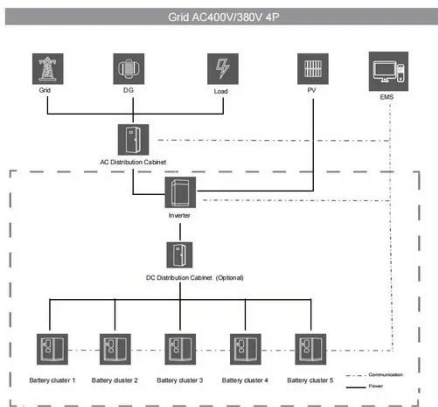 Grid AC400V/380V 4P
Grid
DG
Load
PV
EMS
AC Distribution Cabinet
Inverter
DC Distribution Cabinet (Optional)
Battery cluster 1
Battery cluster 2
Battery cluster 3
Battery cluster 4
Battery cluster 5
Communication
Power